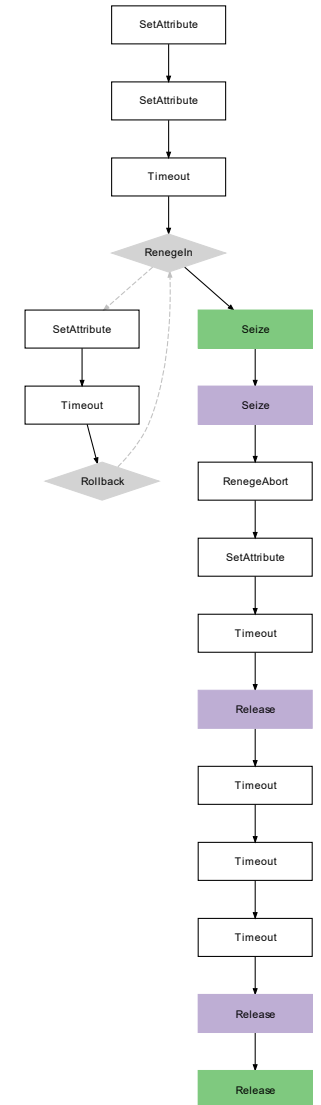 SetAttribute
SetAttribute
Timeout
RenegeIn
SetAttribute
Seize
Timeout
Seize
Rollback
RenegeAbort
SetAttribute
Timeout
Release
Timeout
Timeout
Timeout
Release
Release